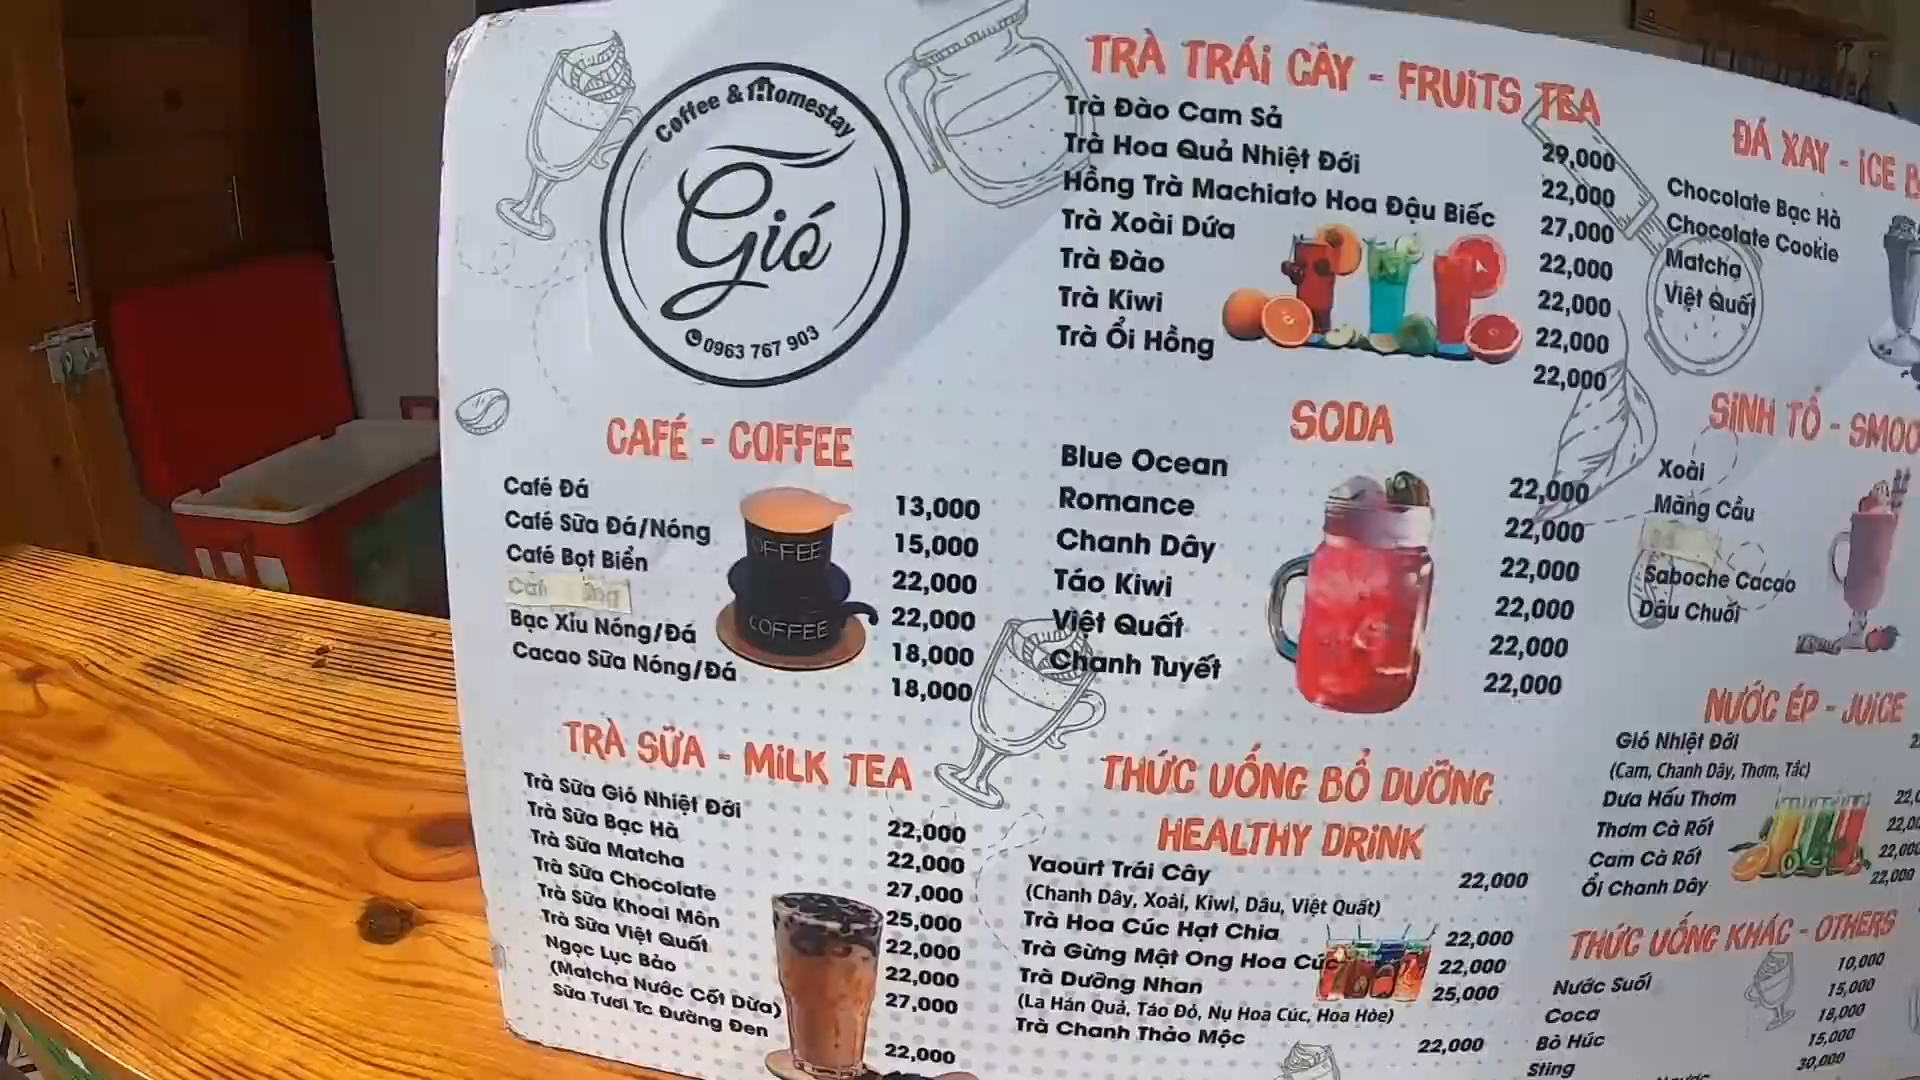 Coffee & Homestay
Gió
0963 767 903
CAFÉ - COFFEE
Café Đá 13,000
Café Sữa Đá/Nóng 15,000
Café Bọt Biển 22,000
22,000
Bạc Xỉu Nóng/Đá 18,000
Cacao Sữa Nóng/Đá 18,000
OFFEE
COFFEE
TRÀ SỮA - MiLK TEA
Trà Sữa Gió Nhiệt Đới 22,000
Trà Sữa Bạc Hà 22,000
Trà Sữa Matcha 27,000
Trà Sữa Chocolate 25,000
Trà Sữa Khoai Môn 22,000
Trà Sữa Việt Quất 22,000
Ngọc Lục Bảo 27,000
(Matcha Nước Cốt Dừa)
Sữa Tươi Tc Đường Đen 22,000
TRÀ TRÁi CÂY - FRUiTS TEA
Trà Đào Cam Sả 29,000
Trà Hoa Quả Nhiệt Đới 22,000
Hồng Trà Machiato Hoa Đậu Biếc 27,000
Trà Xoài Dứa 22,000
Trà Đào 22,000
Trà Kiwi 22,000
Trà Ổi Hồng 22,000
SODA
Blue Ocean 22,000
Romance 22,000
Chanh Dây 22,000
Táo Kiwi 22,000
Việt Quất 22,000
Chanh Tuyết 22,000
THỨC UỐNG BỔ DƯỠNG
HEALTHY DRiNK
Yaourt Trái Cây 22,000
(Chanh Dây, Xoài, Kiwi, Dâu, Việt Quất)
Trà Hoa Cúc Hạt Chia 22,000
Trà Gừng Mật Ong Hoa Cúc 22,000
Trà Dưỡng Nhan 25,000
(La Hán Quả, Táo Đỏ, Nụ Hoa Cúc, Hoa Hòe)
Trà Chanh Thảo Mộc 22,000
ĐÁ XAY - iCE B
Chocolate Bạc Hà
Chocolate Cookie
Matcha
Việt Quất
SiNH TỐ - SMOO
Xoài
Mãng Cầu
Saboche Cacao
Dâu Chuối
NƯỚC ÉP - JUiCE
Gió Nhiệt Đới 2
(Cam, Chanh Dây, Thơm, Tắc)
Dưa Hấu Thơm 22,0
Thơm Cà Rốt 22,00
Cam Cà Rốt 22,000
Ổi Chanh Dây 22,000
THỨC UỐNG KHÁC - OTHERS
Nước Suối 10,000
Coca 15,000
Bò Húc 18,000
Sting 15,000
30,000